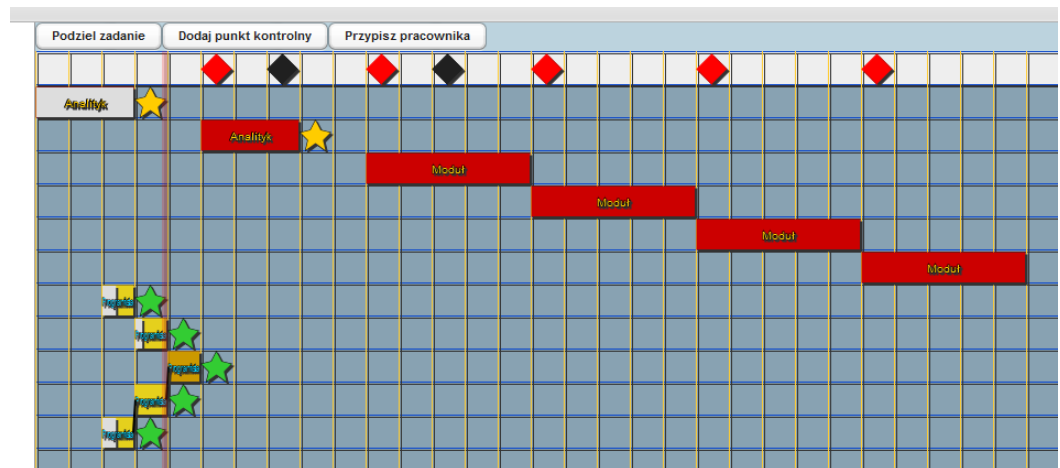 Podziel zadanie
Dodaj punkt kontrolny
Przypisz pracownika
Analityk
Analityk
Moduł
Moduł
Moduł
Moduł